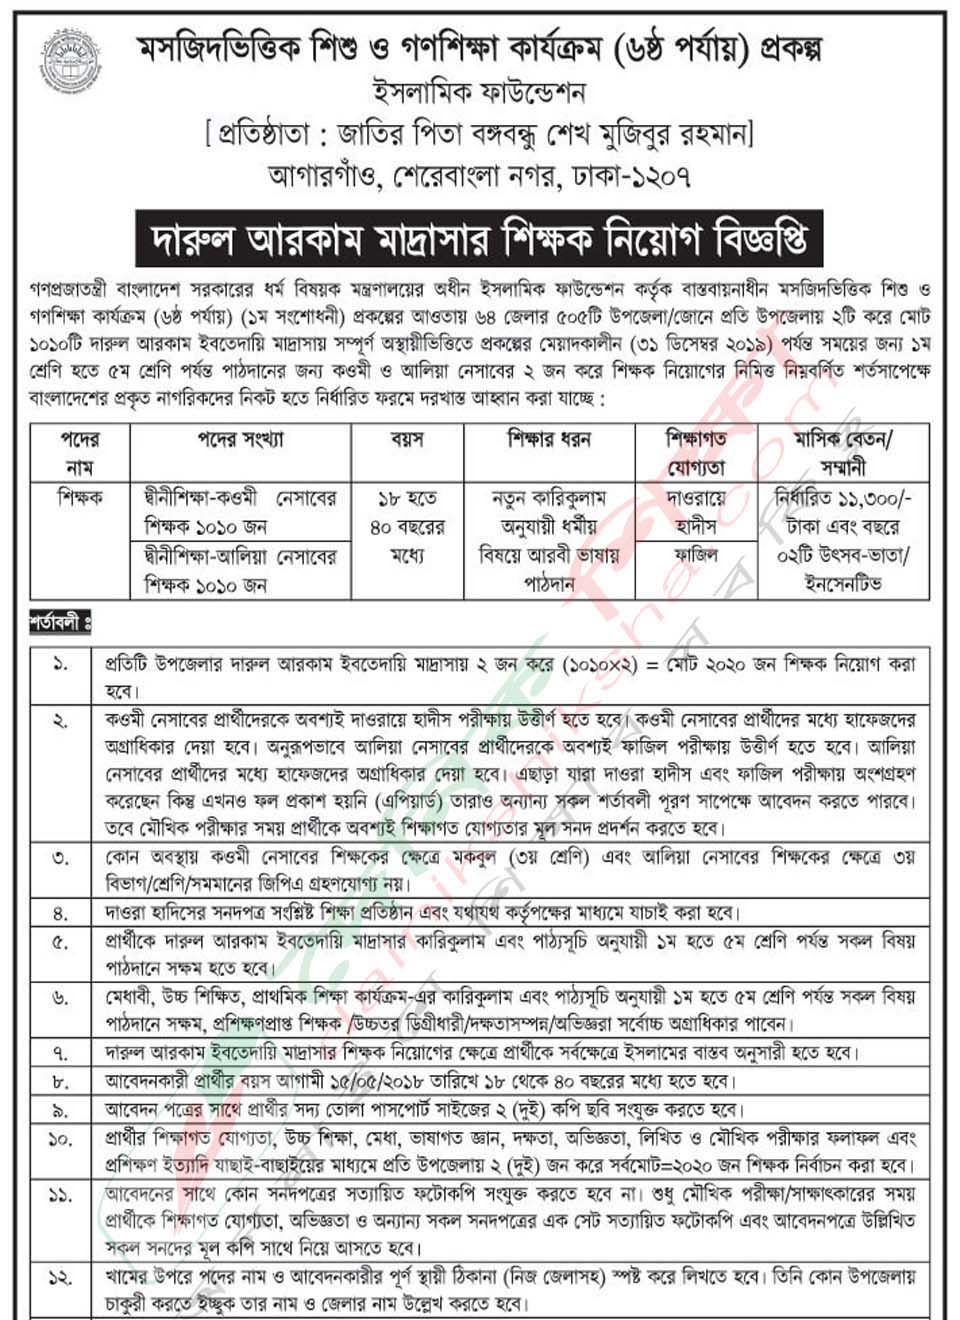 মসজিদভিত্তিক শিশু ও গণশিক্ষা কার্যক্রম (৬ষ্ঠ পর্যায়) প্রকল্প
ইসলামিক ফাউন্ডেশন
[ প্রতিষ্ঠাতা : জাতির পিতা বঙ্গবন্ধু শেখ মুজিবুর রহমান]
আগারগাঁও, শেরেবাংলা নগর, ঢাকা-১২০৭
দারুল আরকাম মাদ্রাসার শিক্ষক নিয়োগ বিজ্ঞপ্তি
গণপ্রজাতন্ত্রী বাংলাদেশ সরকারের ধর্ম বিষয়ক মন্ত্রণালয়ের অধীন ইসলামিক ফাউন্ডেশন কর্তৃক বাস্তবায়নাধীন মসজিদভিত্তিক শিশু ও
গণশিক্ষা কার্যক্রম (৬ষ্ঠ পর্যায়) (১ম সংশোধনী) প্রকল্পের আওতায় ৬৪ জেলার ৫০৫টি উপজেলা/জোনে প্রতি উপজেলায় ২টি করে মোট
১০১০টি দারুল আরকাম ইবতেদায়ি মাদ্রাসায় সম্পূর্ণ অস্থায়ীভিত্তিতে প্রকল্পের মেয়াদকালীন (৩১ ডিসেম্বর ২০১৯) পর্যন্ত সময়ের জন্য ১ম
শ্রেণি হতে ৫ম শ্রেণি পর্যন্ত পাঠদানের জন্য কওমী ও আলিয়া নেসাবের ২ জন করে শিক্ষক নিয়োগের নিমিত্ত নিম্নবর্ণিত শর্তসাপেক্ষে
বাংলাদেশের প্রকৃত নাগরিকদের নিকট হতে নির্ধারিত ফরমে দরখাস্ত আহ্বান করা যাচ্ছে :
পদের নাম
পদের সংখ্যা
বয়স
শিক্ষার ধরন
শিক্ষাগত যোগ্যতা
মাসিক বেতন/ সম্মানী
শিক্ষক
দ্বীনীশিক্ষা-কওমী নেসাবের
শিক্ষক ১০১০ জন
দ্বীনীশিক্ষা-আলিয়া নেসাবের
শিক্ষক ১০১০ জন
১৮ হতে
৪০ বছরের
মধ্যে
নতুন কারিকুলাম
অনুযায়ী ধর্মীয়
বিষয়ে আরবী ভাষায়
পাঠদান
দাওরায়ে
হাদীস
ফাজিল
নির্ধারিত ১১,৩০০/-
টাকা এবং বছরে
০২টি উৎসব-ভাতা/
ইনসেনটিভ
শর্তাবলী ঃ
১. প্রতিটি উপজেলার দারুল আরকাম ইবতেদায়ি মাদ্রাসায় ২ জন করে (১০১০×২) = মোট ২০২০ জন শিক্ষক নিয়োগ করা
হবে।
২. কওমী নেসাবের প্রার্থীদেরকে অবশ্যই দাওরায়ে হাদীস পরীক্ষায় উত্তীর্ণ হতে হবে। কওমী নেসাবের প্রার্থীদের মধ্যে হাফেজদের
অগ্রাধিকার দেয়া হবে। অনুরূপভাবে আলিয়া নেসাবের প্রার্থীদেরকে অবশ্যই ফাজিল পরীক্ষায় উত্তীর্ণ হতে হবে। আলিয়া
নেসাবের প্রার্থীদের মধ্যে হাফেজদের অগ্রাধিকার দেয়া হবে। এছাড়া যারা দাওরা হাদীস এবং ফাজিল পরীক্ষায় অংশগ্রহণ
করেছেন কিন্তু এখনও ফল প্রকাশ হয়নি (এপিয়ার্ড) তারাও অন্যান্য সকল শর্তাবলী পূরণ সাপেক্ষে আবেদন করতে পারবে।
তবে মৌখিক পরীক্ষার সময় প্রার্থীকে অবশ্যই শিক্ষাগত যোগ্যতার মূল সনদ প্রদর্শন করতে হবে।
৩. কোন অবস্থায় কওমী নেসাবের শিক্ষকের ক্ষেত্রে মকবুল (৩য় শ্রেণি) এবং আলিয়া নেসাবের শিক্ষকের ক্ষেত্রে ৩য়
বিভাগ/শ্রেণি/সমমানের জিপিএ গ্রহণযোগ্য নয়।
৪. দাওরা হাদিসের সনদপত্র সংশ্লিষ্ট শিক্ষা প্রতিষ্ঠান এবং যথাযথ কর্তৃপক্ষের মাধ্যমে যাচাই করা হবে।
৫. প্রার্থীকে দারুল আরকাম ইবতেদায়ি মাদ্রাসার কারিকুলাম এবং পাঠ্যসূচি অনুযায়ী ১ম হতে ৫ম শ্রেণি পর্যন্ত সকল বিষয়
পাঠদানে সক্ষম হতে হবে।
৬. মেধাবী, উচ্চ শিক্ষিত, প্রাথমিক শিক্ষা কার্যক্রম-এর কারিকুলাম এবং পাঠ্যসূচি অনুযায়ী ১ম হতে ৫ম শ্রেণি পর্যন্ত সকল বিষয়
পাঠদানে সক্ষম, প্রশিক্ষণপ্রাপ্ত শিক্ষক /উচ্চতর ডিগ্রীধারী/দক্ষতাসম্পন্ন/অভিজ্ঞরা সর্বোচ্চ অগ্রাধিকার পাবেন।
৭. দারুল আরকাম ইবতেদায়ি মাদ্রাসার শিক্ষক নিয়োগের ক্ষেত্রে প্রার্থীকে সর্বক্ষেত্রে ইসলামের বাস্তব অনুসারী হতে হবে।
৮. আবেদনকারী প্রার্থীর বয়স আগামী ১৫/০৫/২০১৮ তারিখে ১৮ থেকে ৪০ বছরের মধ্যে হতে হবে।
৯. আবেদন পত্রের সাথে প্রার্থীর সদ্য তোলা পাসপোর্ট সাইজের ২ (দুই) কপি ছবি সংযুক্ত করতে হবে।
১০. প্রার্থীর শিক্ষাগত যোগ্যতা, উচ্চ শিক্ষা, মেধা, ভাষাগত জ্ঞান, দক্ষতা, অভিজ্ঞতা, লিখিত ও মৌখিক পরীক্ষার ফলাফল এবং
প্রশিক্ষণ ইত্যাদি যাছাই-বাছাইয়ের মাধ্যমে প্রতি উপজেলায় ২ (দুই) জন করে সর্বমোট=২০২০ জন শিক্ষক নির্বাচন করা হবে।
১১. আবেদনের সাথে কোন সনদপত্রের সত্যায়িত ফটোকপি সংযুক্ত করতে হবে না। শুধু মৌখিক পরীক্ষা/সাক্ষাৎকারের সময়
প্রার্থীকে শিক্ষাগত যোগ্যতা, অভিজ্ঞতা ও অন্যান্য সকল সনদপত্রের এক সেট সত্যায়িত ফটোকপি এবং আবেদনপত্রে উল্লিখিত
সকল সনদের মূল কপি সাথে নিয়ে আসতে হবে।
১২. খামের উপরে পদের নাম ও আবেদনকারীর পূর্ণ স্থায়ী ঠিকানা (নিজ জেলাসহ) স্পষ্ট করে লিখতে হবে। তিনি কোন উপজেলায়
চাকুরী করতে ইচ্ছুক তার নাম ও জেলার নাম উল্লেখ করতে হবে।
দৈনিক শিক্ষা
dainikshiksha.com